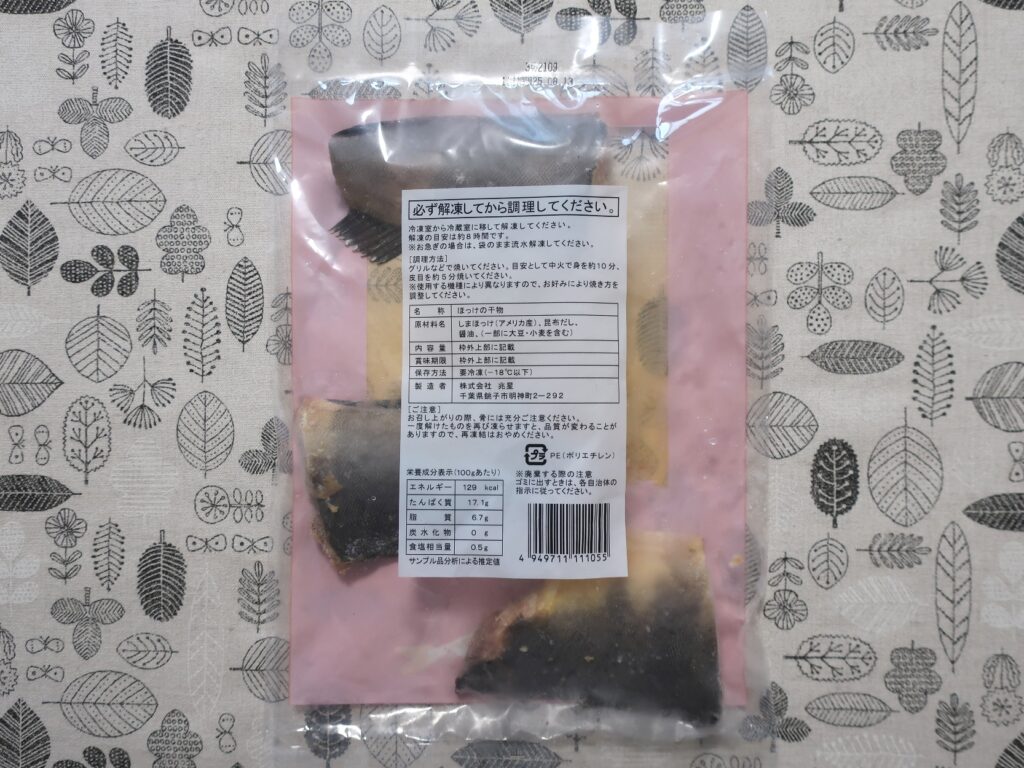 必ず解凍してから調理してください。
冷凍室から冷蔵室に移して解凍してください。
解凍の目安は約8時間です。
※お急ぎの場合は、袋のまま流水解凍してください。
[調理方法]
グリルなどで焼いてください。目安として中火で身を約10分、
皮目を約5分焼いてください。
※使用する機種により異なりますので、お好みにより焼き方を
調整してください。
名 称 ほっけの干物
原材料名 しまほっけ(アメリカ産)、昆布だし、
醤油、(一部に大豆・小麦を含む)
内容量 枠外上部に記載
賞味期限 枠外上部に記載
保存方法 要冷凍(-18℃以下)
製造者 株式会社 兆星
千葉県銚子市明神町2-292
[ご注意]
お召し上がりの際、骨には充分ご注意ください。
一度解けたものを再び凍らせますと、品質が変わることが
ありますので、再凍結はおやめください。
プラ PE(ポリエチレン)
※廃棄する際の注意
ゴミに出すときは、各自治体の
指示に従ってください。
栄養成分表示(100gあたり)
エネルギー 129 kcal
たんぱく質 17.1g
脂 質 6.7g
炭水化物 0 g
食塩相当量 0.5g
サンプル品分析による推定値
4 949711 111055